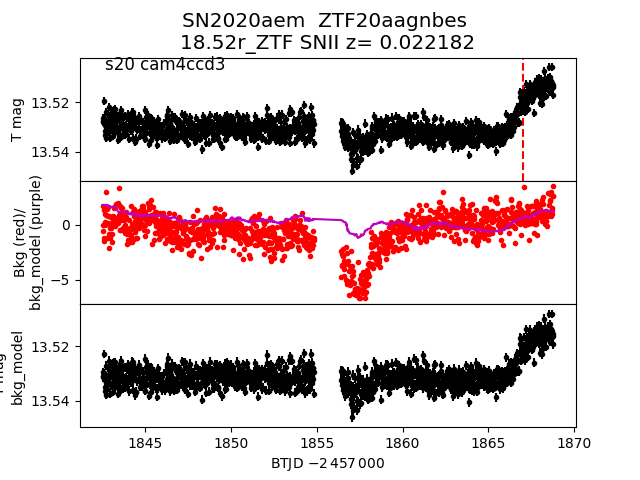 SN2020aem ZTF20aagnbes
18.52r_ZTF SNII z= 0.022182
s20 cam4ccd3
T mag
13.52
13.54
Bkg (red)/
bkg_model (purple)
0
−5
bkg_model
13.52
13.54
1845
1850
1855
1860
1865
1870
BTJD −2 457 000